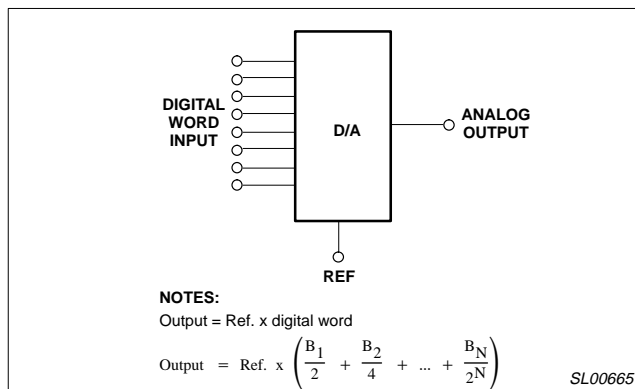 DIGITAL
WORD
INPUT
D/A
ANALOG
OUTPUT
REF
NOTES:
Output = Ref. x digital word
Output = Ref. x (B1/2 + B2/4 + ... + BN/2^N)
SL00665